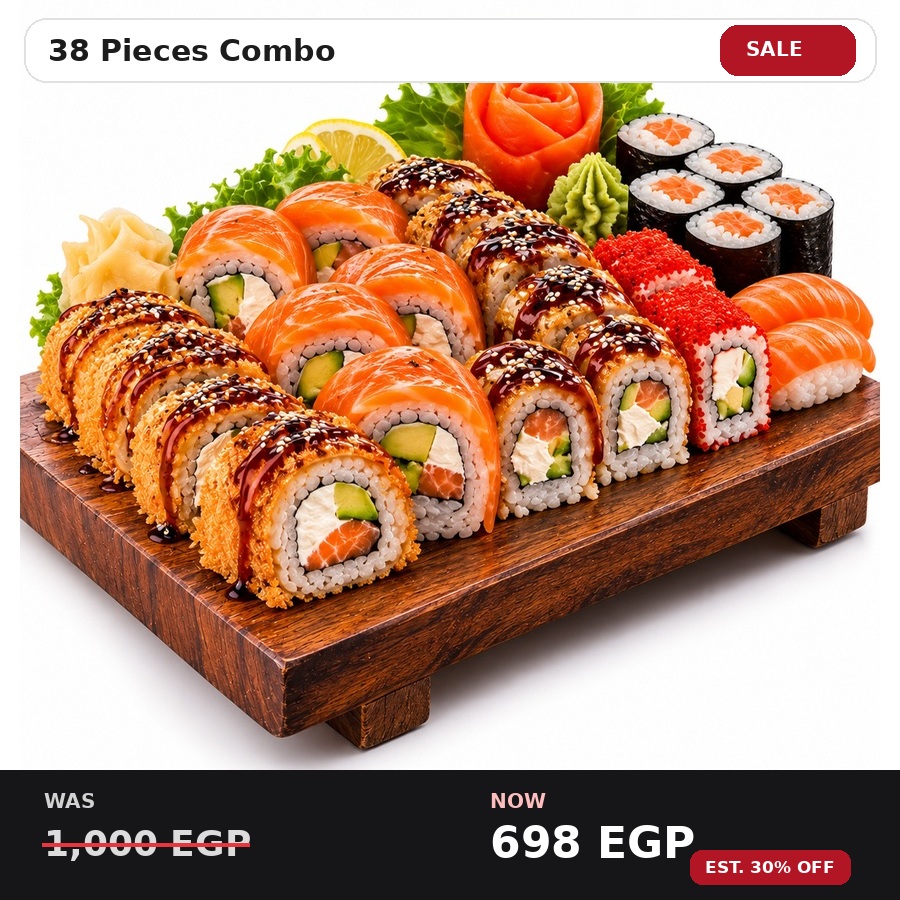 38 Pieces Combo
SALE
WAS
NOW
1,000 EGP
698 EGP
EST. 30% OFF